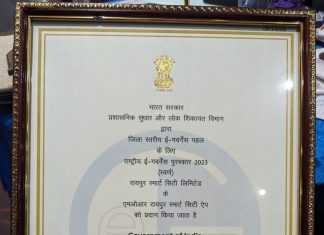 भारत सरकार
प्रशासनिक सुधार और लोक शिकायत विभाग
द्वारा
जिला स्तरीय ई-गवर्नेंस पहल
के लिए
राष्ट्रीय ई-गवर्नेंस पुरस्कार 2023
(स्वर्ण)
रायपुर स्मार्ट सिटी लिमिटेड
के
एमओआर रायपुर स्मार्ट सिटी ऐप
को प्रदान किया जाता है
Government of India